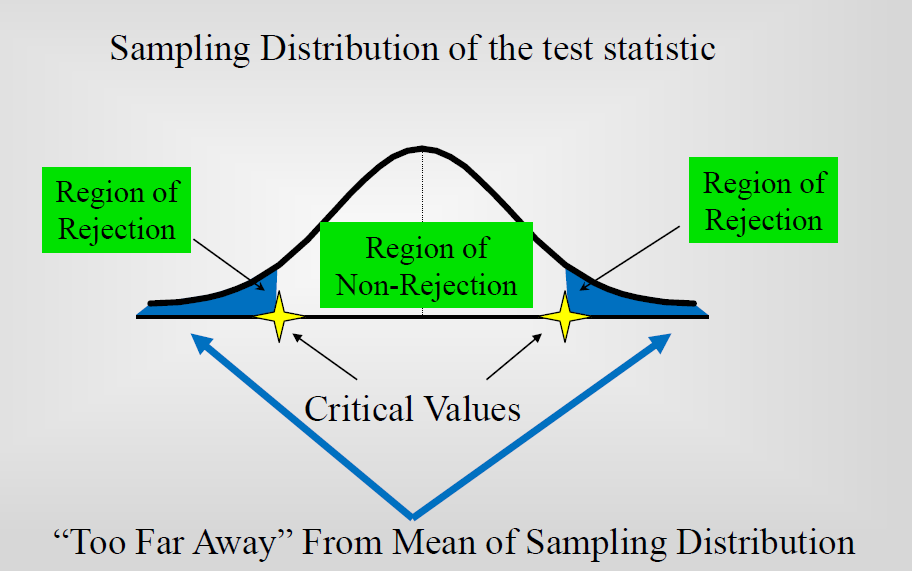 Sampling Distribution of the test statistic
Region of
Rejection
Region of
Rejection
Region of
Non-Rejection
Critical Values
“Too Far Away” From Mean of Sampling Distribution